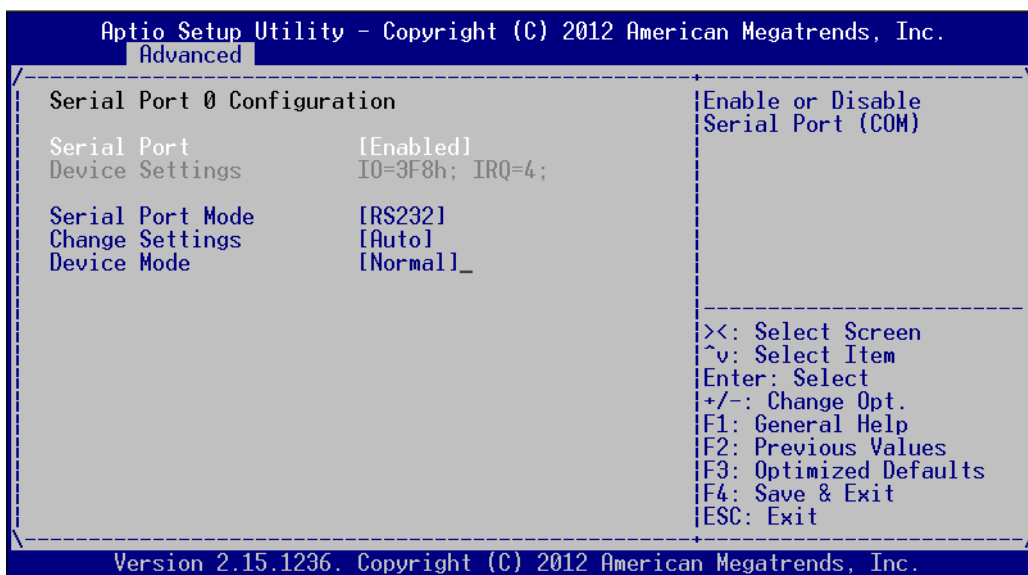 Aptio Setup Utility - Copyright (C) 2012 American Megatrends, Inc.
Advanced
Serial Port 0 Configuration
Serial Port [Enabled]
Device Settings IO=3F8h; IRQ=4;
Serial Port Mode [RS232]
Change Settings [Auto]
Device Mode [Normal]_
Enable or Disable
Serial Port (COM)
><: Select Screen
^v: Select Item
Enter: Select
+/-: Change Opt.
F1: General Help
F2: Previous Values
F3: Optimized Defaults
F4: Save & Exit
ESC: Exit
Version 2.15.1236. Copyright (C) 2012 American Megatrends, Inc.